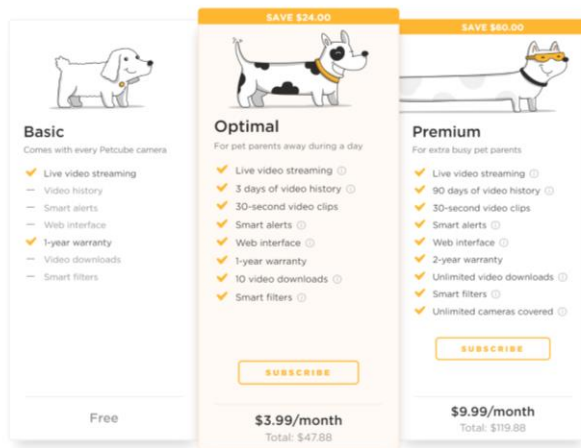 Basic
Comes with every Petcube camera
Live video streaming
Video history
Smart alerts
Web interface
1-year warranty
Video downloads
Smart filters
Free
SAVE $24.00
Optimal
For pet parents away during a day
Live video streaming
3 days of video history
30-second video clips
Smart alerts
Web interface
1-year warranty
10 video downloads
Smart filters
SUBSCRIBE
$3.99/month
Total: $47.88
SAVE $60.00
Premium
For extra busy pet parents
Live video streaming
90 days of video history
30-second video clips
Smart alerts
Web interface
2-year warranty
Unlimited video downloads
Smart filters
Unlimited cameras covered
SUBSCRIBE
$9.99/month
Total: $119.88